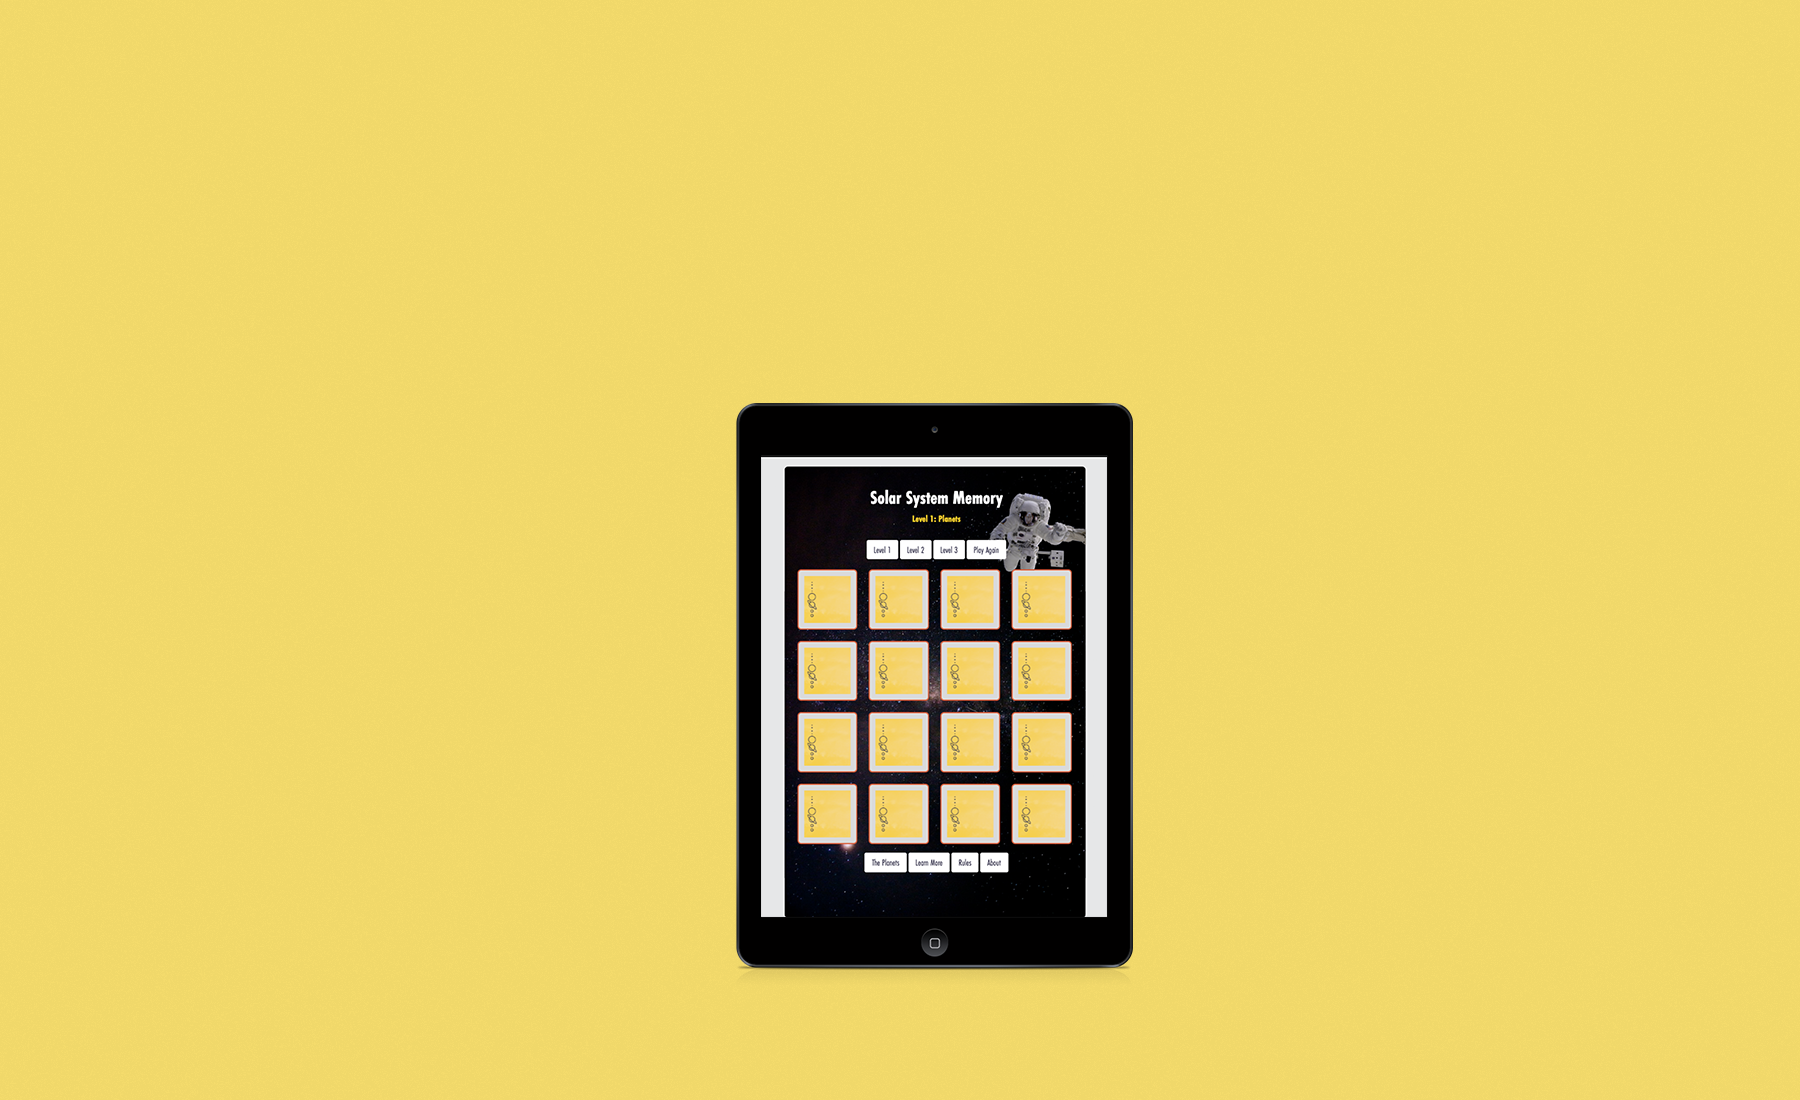 Solar System Memory
Level 1: Planets
Level 1 Level 2 Level 3 Play Again
The Planets Learn More Rules About